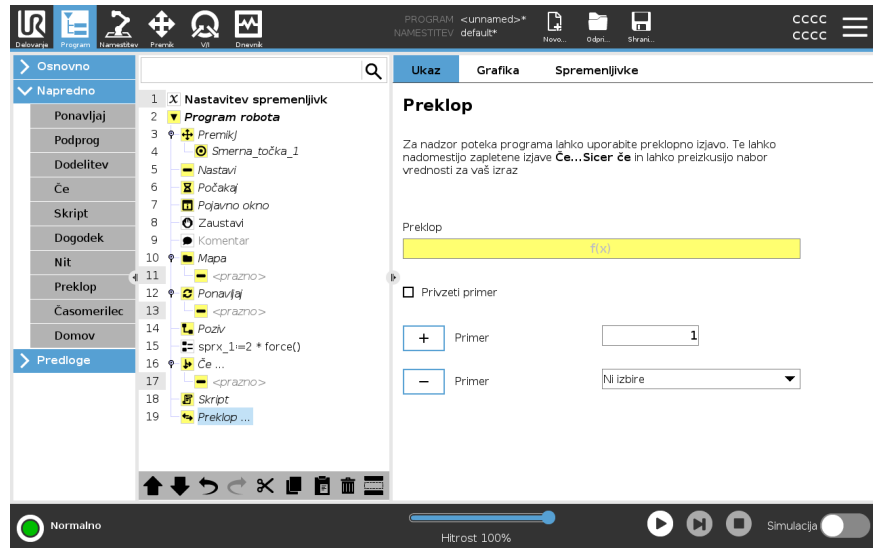 PROGRAM <unnamed>*
NAMESTITEV default*
Delovanje Program Namestitev Premik V/I Dnevnik Novo... Odpri... Shrani...
CCCC
CCCC
Osnovno
Napredno
Ponavljaj
Podprog
Dodelitev
Če
Skript
Dogodek
Nit
Preklop
Časomerilec
Domov
Predloge
1 Nastavitev spremenljivk
2 Program robota
3 PremikJ
4 Smerna_točka_1
5 Nastavi
6 Počakaj
7 Pojavno okno
8 Zaustavi
9 Komentar
10 Mapa
11 <prazno>
12 Ponavljaj
13 <prazno>
14 Poziv
15 sprx_1≔2 * force()
16 Če ...
17 <prazno>
18 Skript
19 Preklop ...
Ukaz Grafika Spremenljivke
Preklop
Za nadzor poteka programa lahko uporabite preklopno izjavo. Te lahko
nadomestijo zapletene izjave Če...Sicer če in lahko preizkusijo nabor
vrednosti za vaš izraz
Preklop
f(x)
Privzeti primer
+ Primer 1
− Primer Ni izbire
Normalno
Hitrost 100%
Simulacija